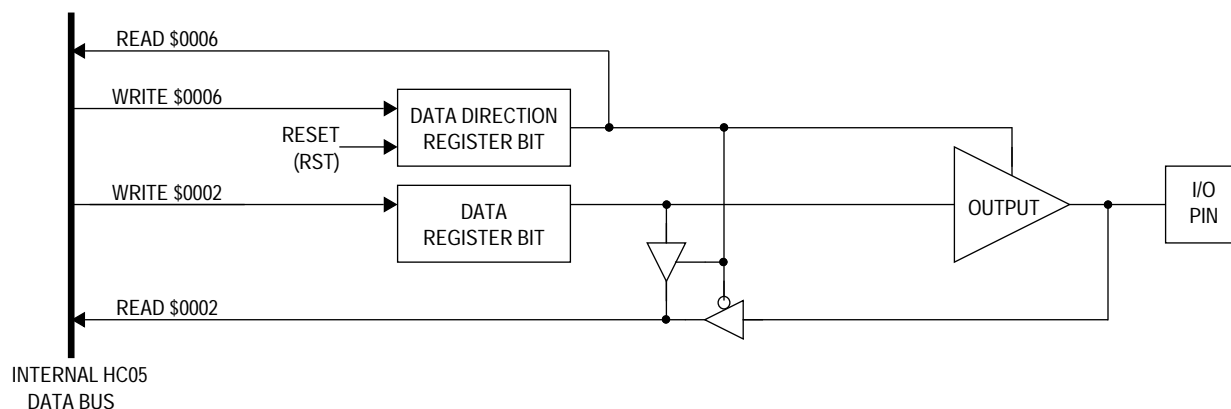 READ $0006
WRITE $0006
RESET
(RST)
DATA DIRECTION
REGISTER BIT
WRITE $0002
DATA
REGISTER BIT
OUTPUT
I/O
PIN
READ $0002
INTERNAL HC05
DATA BUS